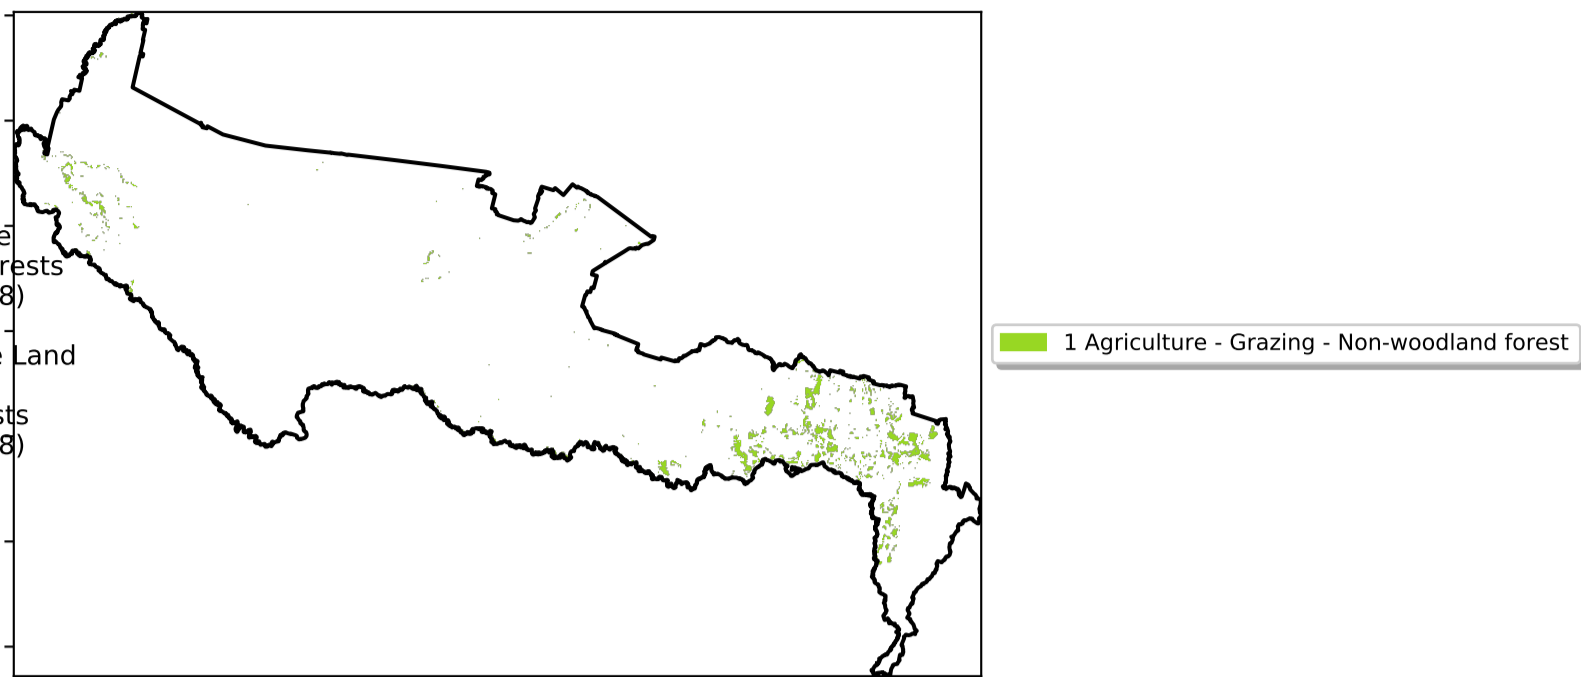 e
rests
8)
e Land
sts
8)
1 Agriculture - Grazing - Non-woodland forest